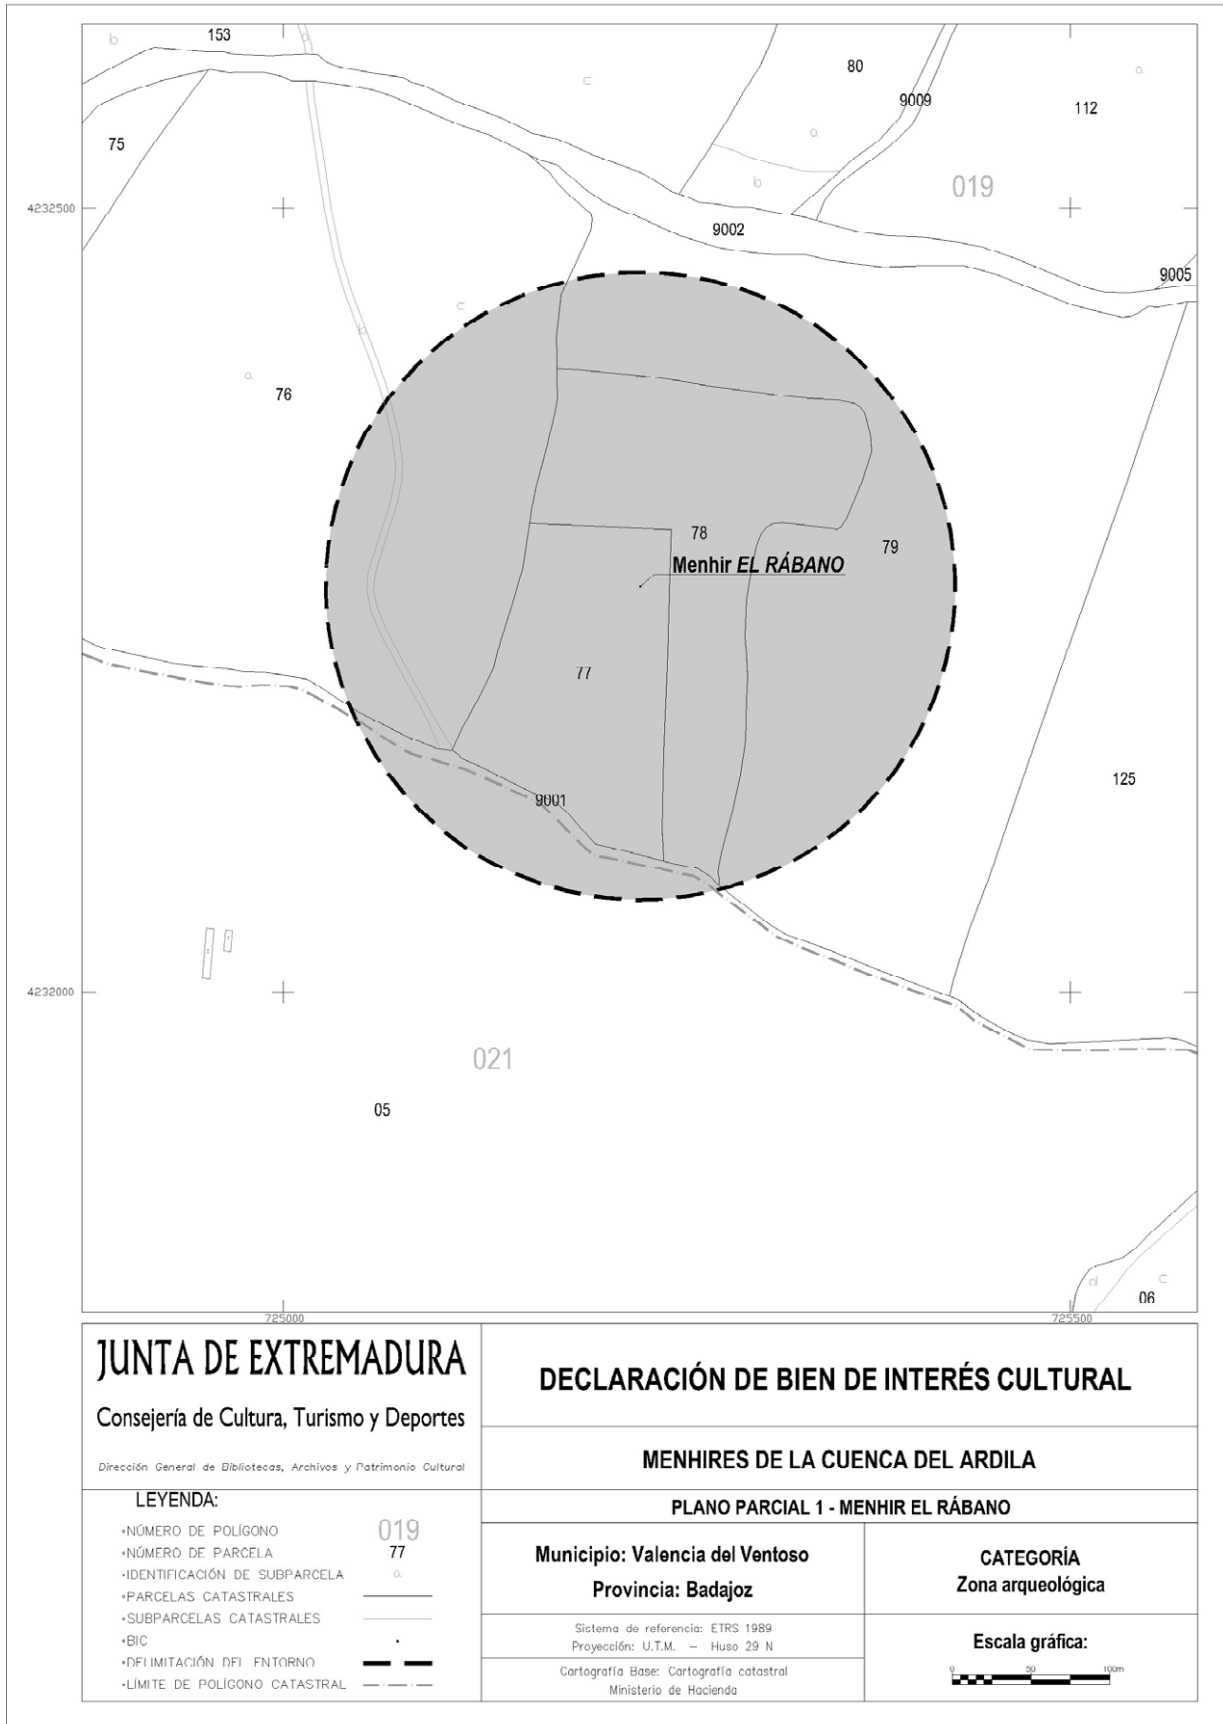 b
153
a
c
80
9009
a
112
75
a
b
019
4232500
9002
9005
c
b
a
76
78
79
Menhir EL RÁBANO
77
125
9001
4232000
021
05
d
c
06
725000
725500
JUNTA DE EXTREMADURA
Consejería de Cultura, Turismo y Deportes
Dirección General de Bibliotecas, Archivos y Patrimonio Cultural
DECLARACIÓN DE BIEN DE INTERÉS CULTURAL
MENHIRES DE LA CUENCA DEL ARDILA
PLANO PARCIAL 1 - MENHIR EL RÁBANO
LEYENDA:
•NÚMERO DE POLÍGONO 019
•NÚMERO DE PARCELA 77
•IDENTIFICACIÓN DE SUBPARCELA a
•PARCELAS CATASTRALES
•SUBPARCELAS CATASTRALES
•BIC
•DELIMITACIÓN DEL ENTORNO
•LÍMITE DE POLÍGONO CATASTRAL
Municipio: Valencia del Ventoso
Provincia: Badajoz
CATEGORÍA
Zona arqueológica
Sistema de referencia: ETRS 1989
Proyección: U.T.M. – Huso 29 N
Cartografía Base: Cartografía catastral
Ministerio de Hacienda
Escala gráfica:
0 50 100m